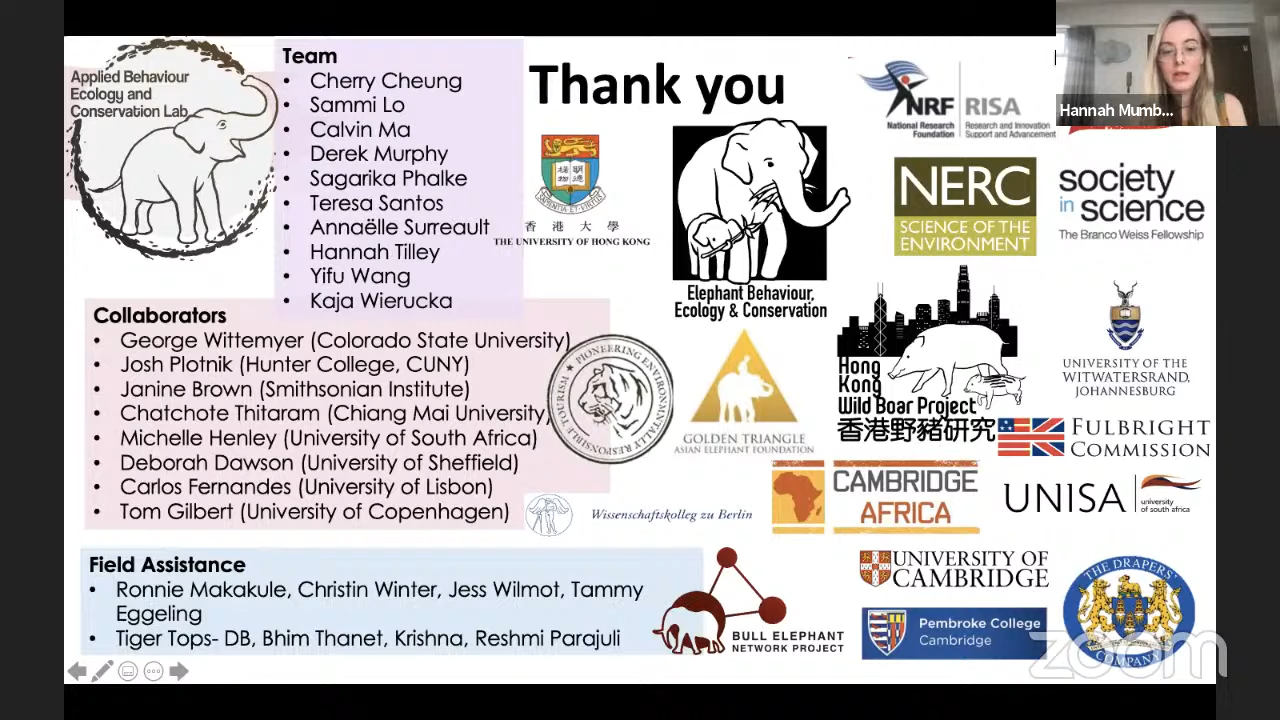 Applied Behaviour
Ecology and
Conservation Lab
Team
• Cherry Cheung
• Sammi Lo
• Calvin Ma
• Derek Murphy
• Sagarika Phalke
• Teresa Santos
• Annaëlle Surreault
• Hannah Tilley
• Yifu Wang
• Kaja Wierucka
Collaborators
• George Wittemyer (Colorado State University)
• Josh Plotnik (Hunter College, CUNY)
• Janine Brown (Smithsonian Institute)
• Chatchote Thitaram (Chiang Mai University)
• Michelle Henley (University of South Africa)
• Deborah Dawson (University of Sheffield)
• Carlos Fernandes (University of Lisbon)
• Tom Gilbert (University of Copenhagen)
Field Assistance
• Ronnie Makakule, Christin Winter, Jess Wilmot, Tammy
Eggeling
• Tiger Tops- DB, Bhim Thanet, Krishna, Reshmi Parajuli
Thank you
香港大學
THE UNIVERSITY OF HONG KONG
Elephant Behaviour,
Ecology & Conservation
NRF
National Research
Foundation
RISA
Research and Innovation
Support and Advancement
Hannah Mumb...
NERC
SCIENCE OF THE
ENVIRONMENT
society
in science
The Branco Weiss Fellowship
PIONEERING ENVIRONMENTALLY
RESPONSIBLE TOURISM
GOLDEN TRIANGLE
ASIAN ELEPHANT FOUNDATION
Hong
Kong
Wild Boar Project
香港野豬研究
UNIVERSITY OF THE
WITWATERSRAND,
JOHANNESBURG
FULBRIGHT
COMMISSION
Wissenschaftskolleg zu Berlin
CAMBRIDGE
AFRICA
UNISA
university
of south africa
BULL ELEPHANT
NETWORK PROJECT
UNIVERSITY OF
CAMBRIDGE
Pembroke College
Cambridge
THE DRAPERS'
COMPANY
zoom